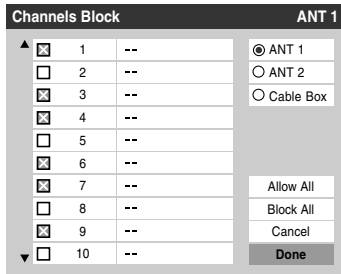 Channels Block ANT 1
1 -- ANT 1
2 -- ANT 2
3 -- Cable Box
4 --
5 --
6 --
7 -- Allow All
8 -- Block All
9 -- Cancel
10 -- Done